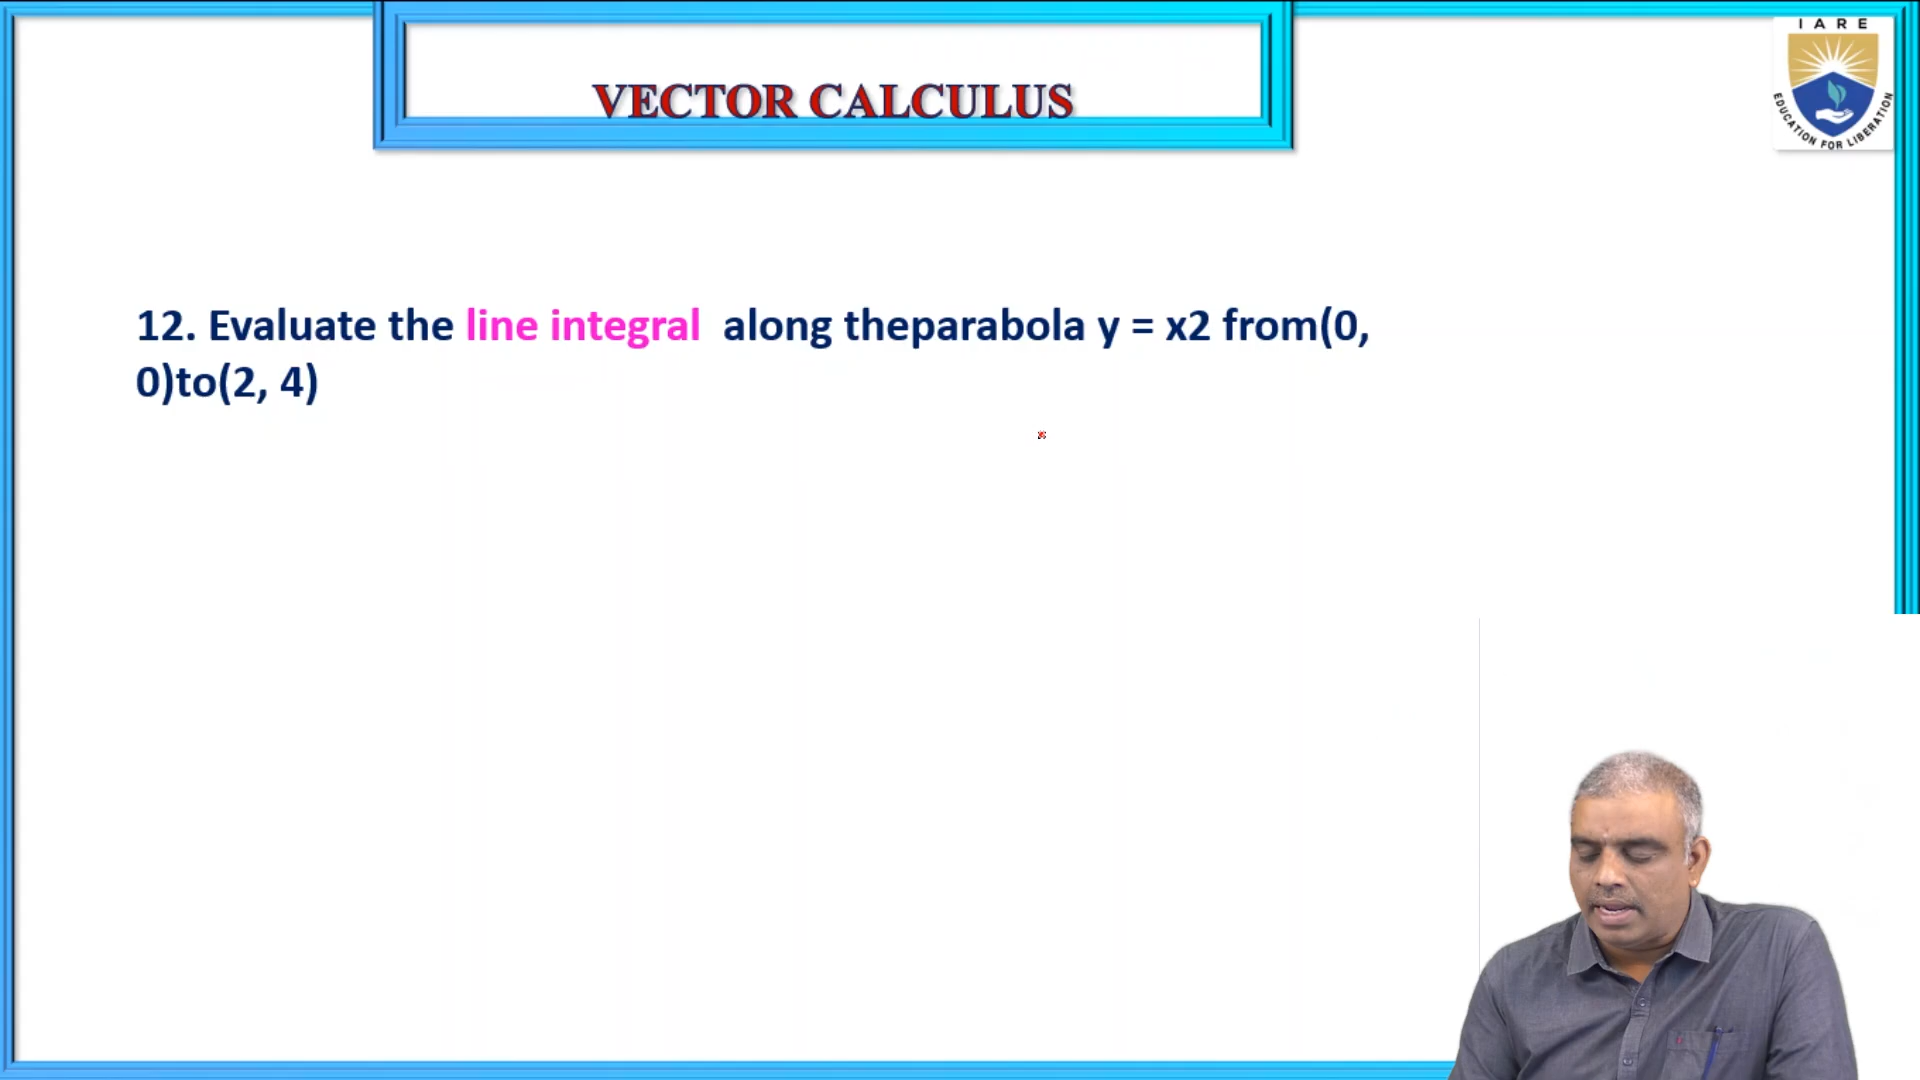 VECTOR CALCULUS
I A R E
EDUCATION FOR LIBERATION
12. Evaluate the line integral along theparabola y = x2 from(0,
0)to(2, 4)